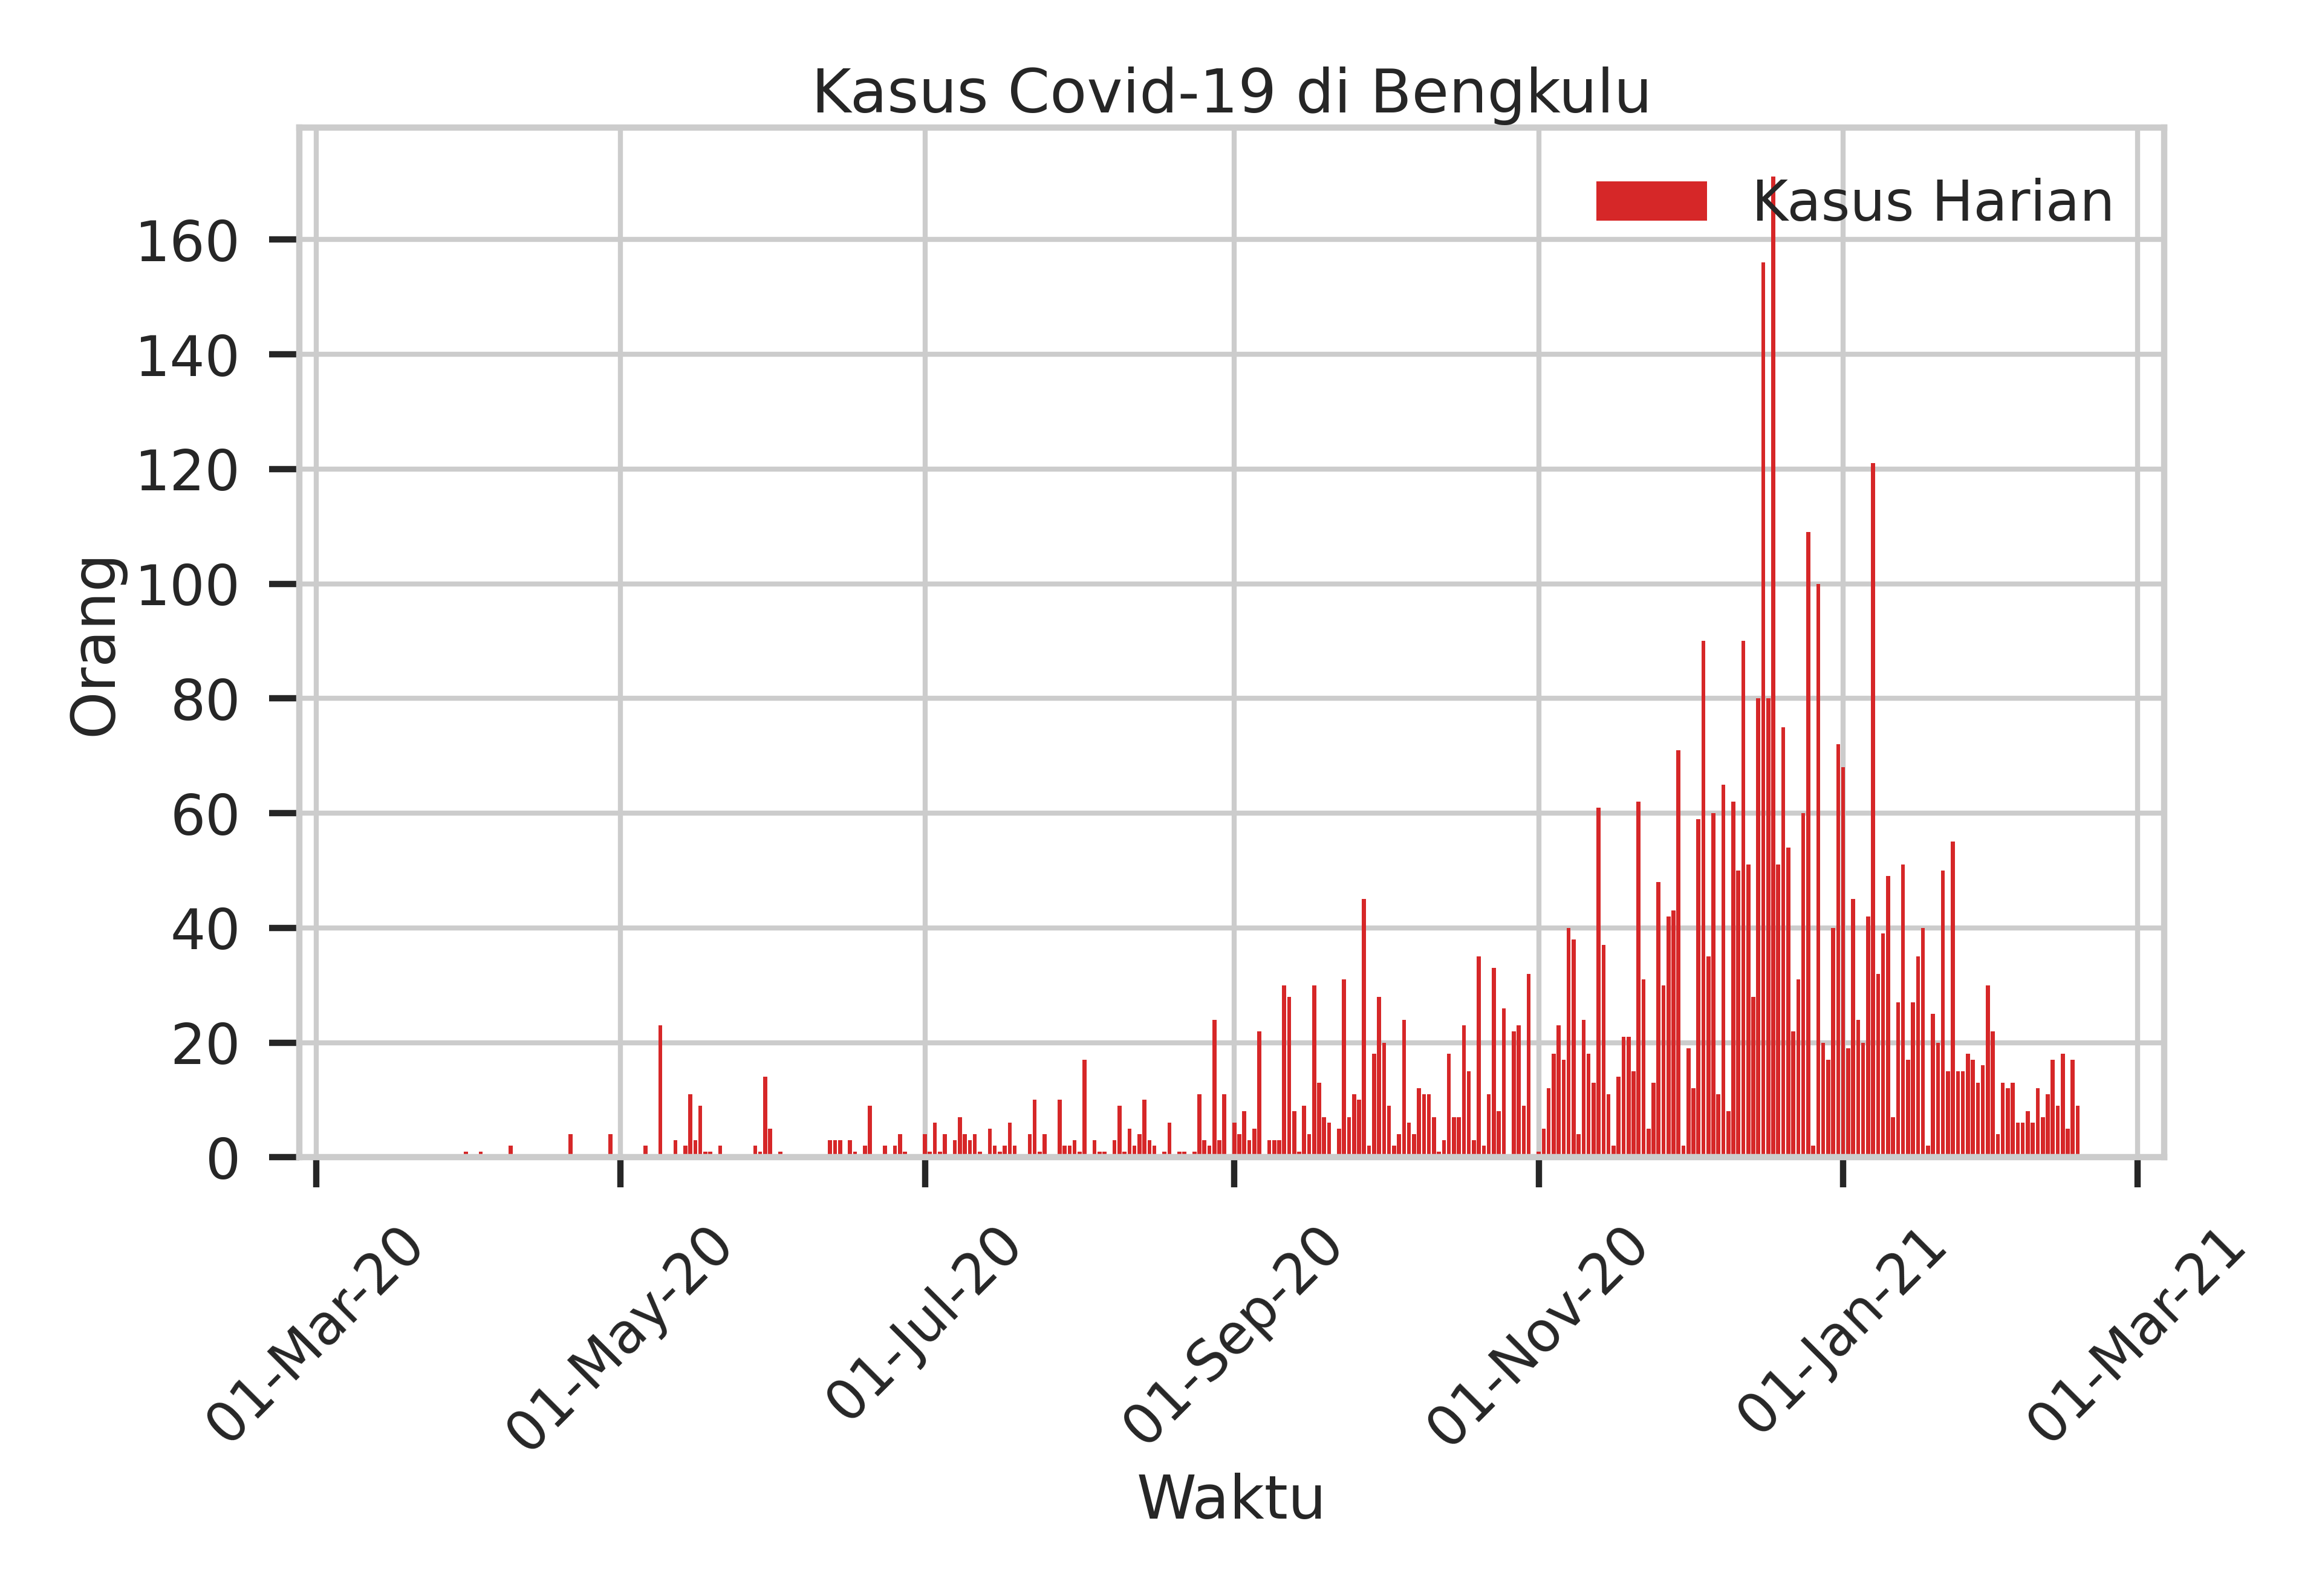 Kasus Covid-19 di Bengkulu
Kasus Harian
Orang
160
140
120
100
80
60
40
20
0
01-Mar-20
01-May-20
01-Jul-20
01-Sep-20
01-Nov-20
01-Jan-21
01-Mar-21
Waktu